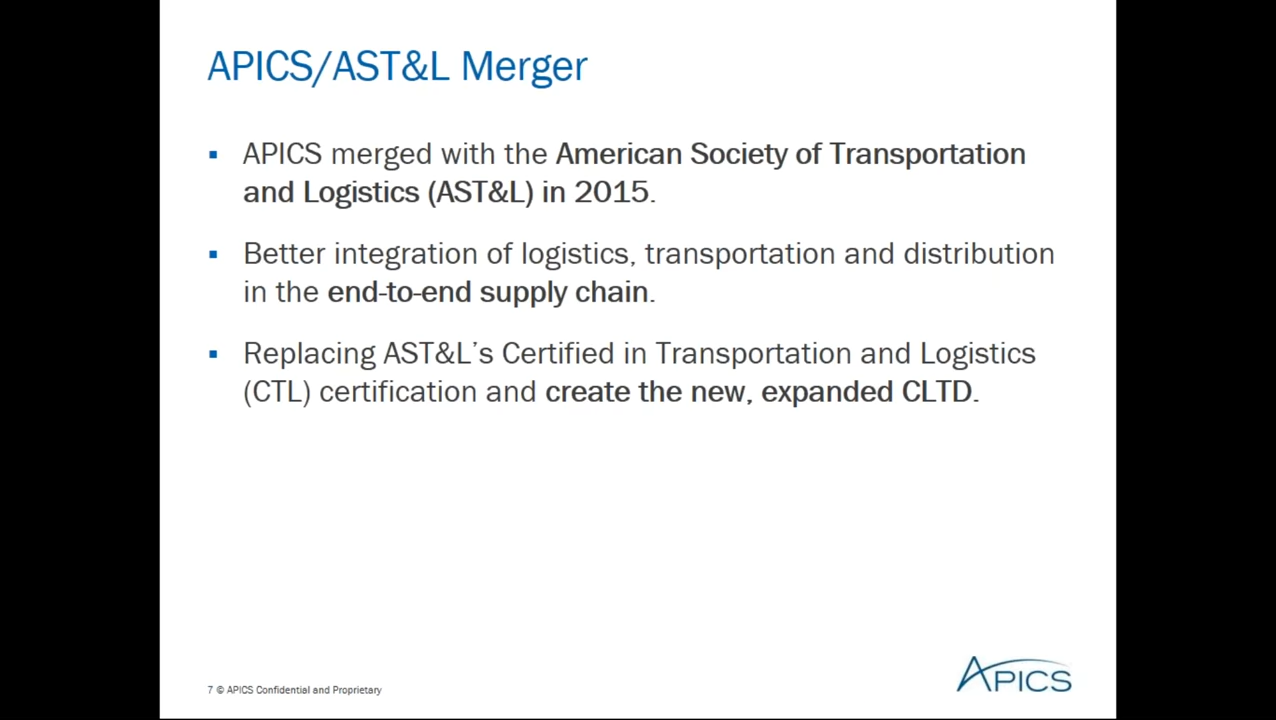 APICS/AST&L Merger
▪ APICS merged with the American Society of Transportation
and Logistics (AST&L) in 2015.
▪ Better integration of logistics, transportation and distribution
in the end-to-end supply chain.
▪ Replacing AST&L’s Certified in Transportation and Logistics
(CTL) certification and create the new, expanded CLTD.
7 © APICS Confidential and Proprietary
APICS